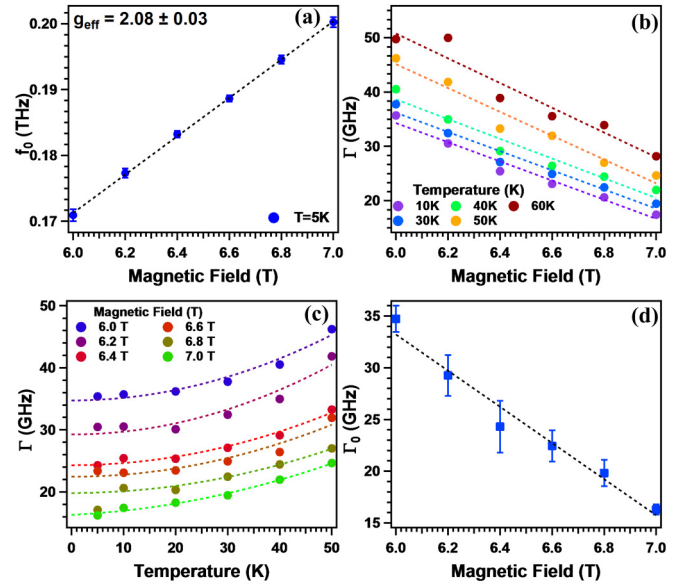 g_eff = 2.08 ± 0.03
(a)
0.20
0.19
0.18
0.17
f₀ (THz)
T=5K
6.0 6.2 6.4 6.6 6.8 7.0
Magnetic Field (T)
(b)
50
40
30
20
Γ (GHz)
Temperature (K)
10K 40K 60K
30K 50K
6.0 6.2 6.4 6.6 6.8 7.0
Magnetic Field (T)
(c)
Magnetic Field (T)
6.0 T 6.6 T
6.2 T 6.8 T
6.4 T 7.0 T
60
50
40
30
20
Γ (GHz)
0 10 20 30 40 50
Temperature (K)
(d)
35
30
25
20
15
Γ₀ (GHz)
6.0 6.2 6.4 6.6 6.8 7.0
Magnetic Field (T)